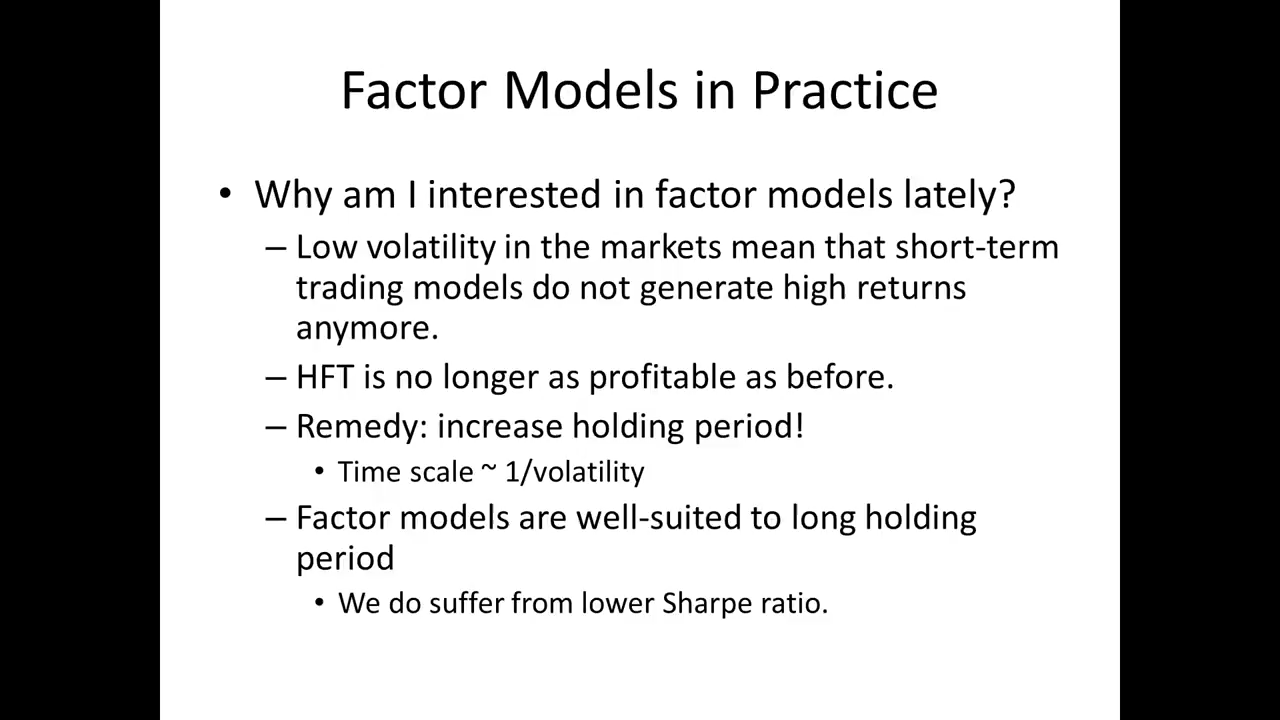 Factor Models in Practice
• Why am I interested in factor models lately?
– Low volatility in the markets mean that short-term
trading models do not generate high returns
anymore.
– HFT is no longer as profitable as before.
– Remedy: increase holding period!
• Time scale ~ 1/volatility
– Factor models are well-suited to long holding
period
• We do suffer from lower Sharpe ratio.